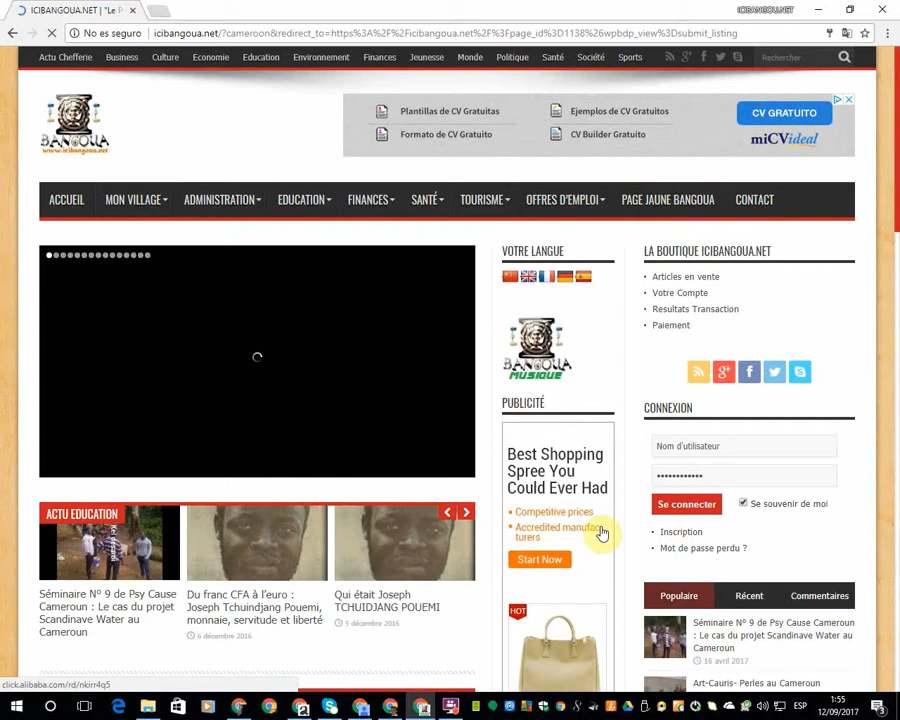 ICIBANGOUA.NET | "Le P
ICIBANGOUA.NET
No es seguro
icibangoua.net/?cameroon&redirect_to=https%3A%2F%2Ficibangoua.net%2F%3Fpage_id%3D1138%26wpbdp_view%3Dsubmit_listing
Actu Chefferie Business Culture Economie Education Environnement Finances Jeunesse Monde Politique Santé Société Sports Rechercher
BANGOUA
www.icibangoua.net
Plantillas de CV Gratuitas
Ejemplos de CV Gratuitos
Formato de CV Gratuito
CV Builder Gratuito
CV GRATUITO
miCVideal
ACCUEIL MON VILLAGE ADMINISTRATION EDUCATION FINANCES SANTÉ TOURISME OFFRES D'EMPLOI PAGE JAUNE BANGOUA CONTACT
VOTRE LANGUE
BANGOUA
MUSIQUE
PUBLICITÉ
Best Shopping
Spree You
Could Ever Had
• Competitive prices
• Accredited manufac
turers
Start Now
HOT
LA BOUTIQUE ICIBANGOUA.NET
Articles en vente
Votre Compte
Resultats Transaction
Paiement
CONNEXION
Nom d'utilisateur
••••••••••••
Se connecter
Se souvenir de moi
Inscription
Mot de passe perdu ?
Populaire Récent Commentaires
Séminaire N° 9 de Psy Cause
Cameroun : Le cas du projet
Scandinave Water au
Cameroun
16 avril 2017
Art-Cauris- Perles au Cameroun
ACTU EDUCATION
Séminaire N° 9 de Psy Cause
Cameroun : Le cas du projet
Scandinave Water au
Cameroun
Du franc CFA à l'euro :
Joseph Tchuindjang Pouemi,
monnaie, servitude et liberté
6 décembre 2016
Qui était Joseph
TCHUIDJANG POUEMI
5 décembre 2016
click.alibaba.com/rd/nkirr4q5
ESP
1:55
12/09/2017